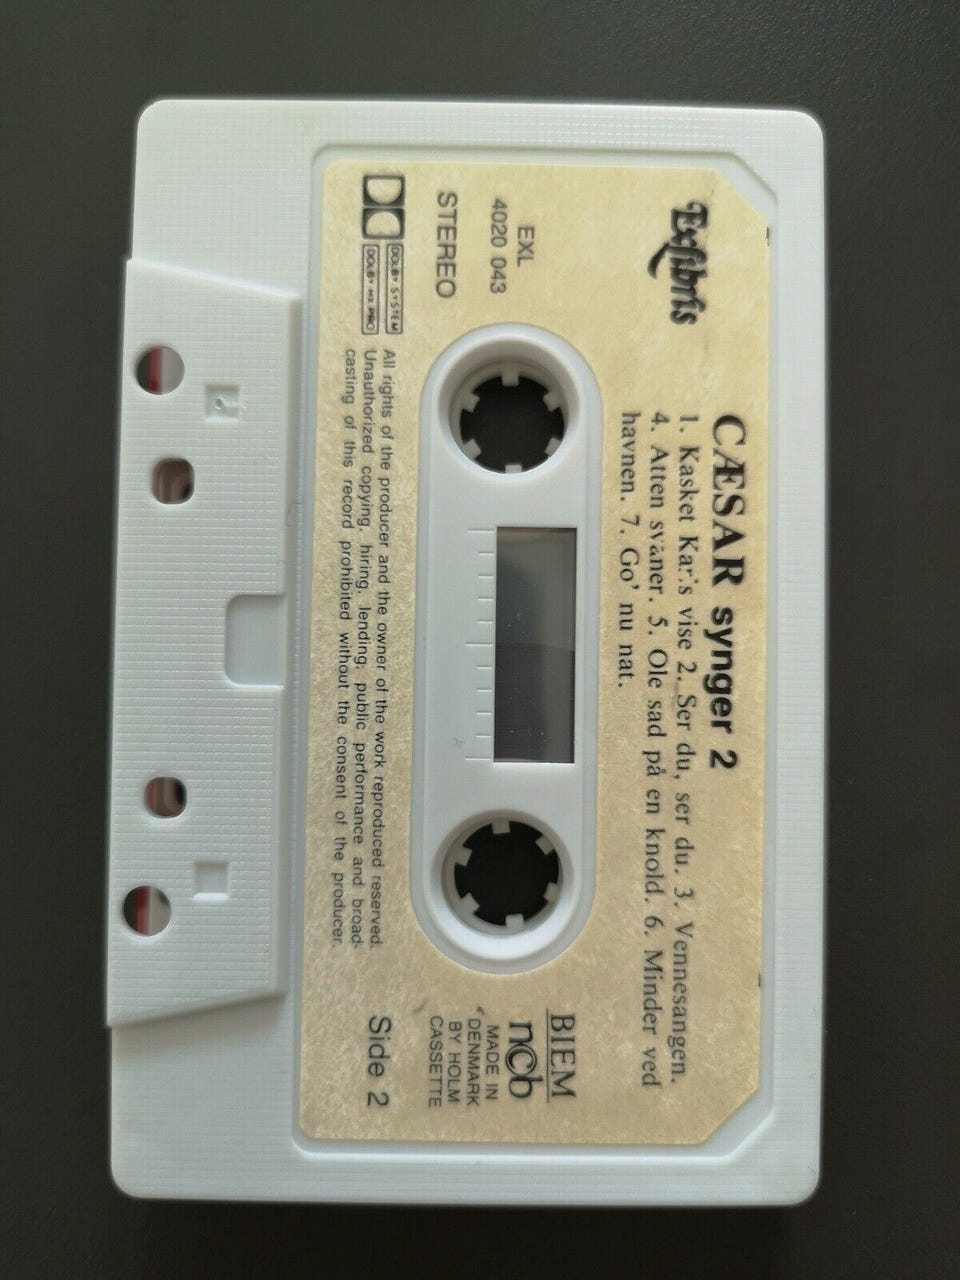 Exlibris
CÆSAR synger 2
1. Kasket Karls vise 2. Ser du, ser du. 3. Vennesangen.
4. Atten svaner. 5. Ole sad på en knold. 6. Minder ved
havnen. 7. Go' nu nat.
EXL
4020 043
STEREO
BIEM
ncb
MADE IN
DENMARK
BY HOLM
CASSETTE
DOLBY SYSTEM
DOLBY HX PRO
All rights of the producer and the owner of the work reproduced reserved.
Unauthorized copying, hiring, lending, public performance and broad-
casting of this record prohibited without the consent of the producer.
Side 2